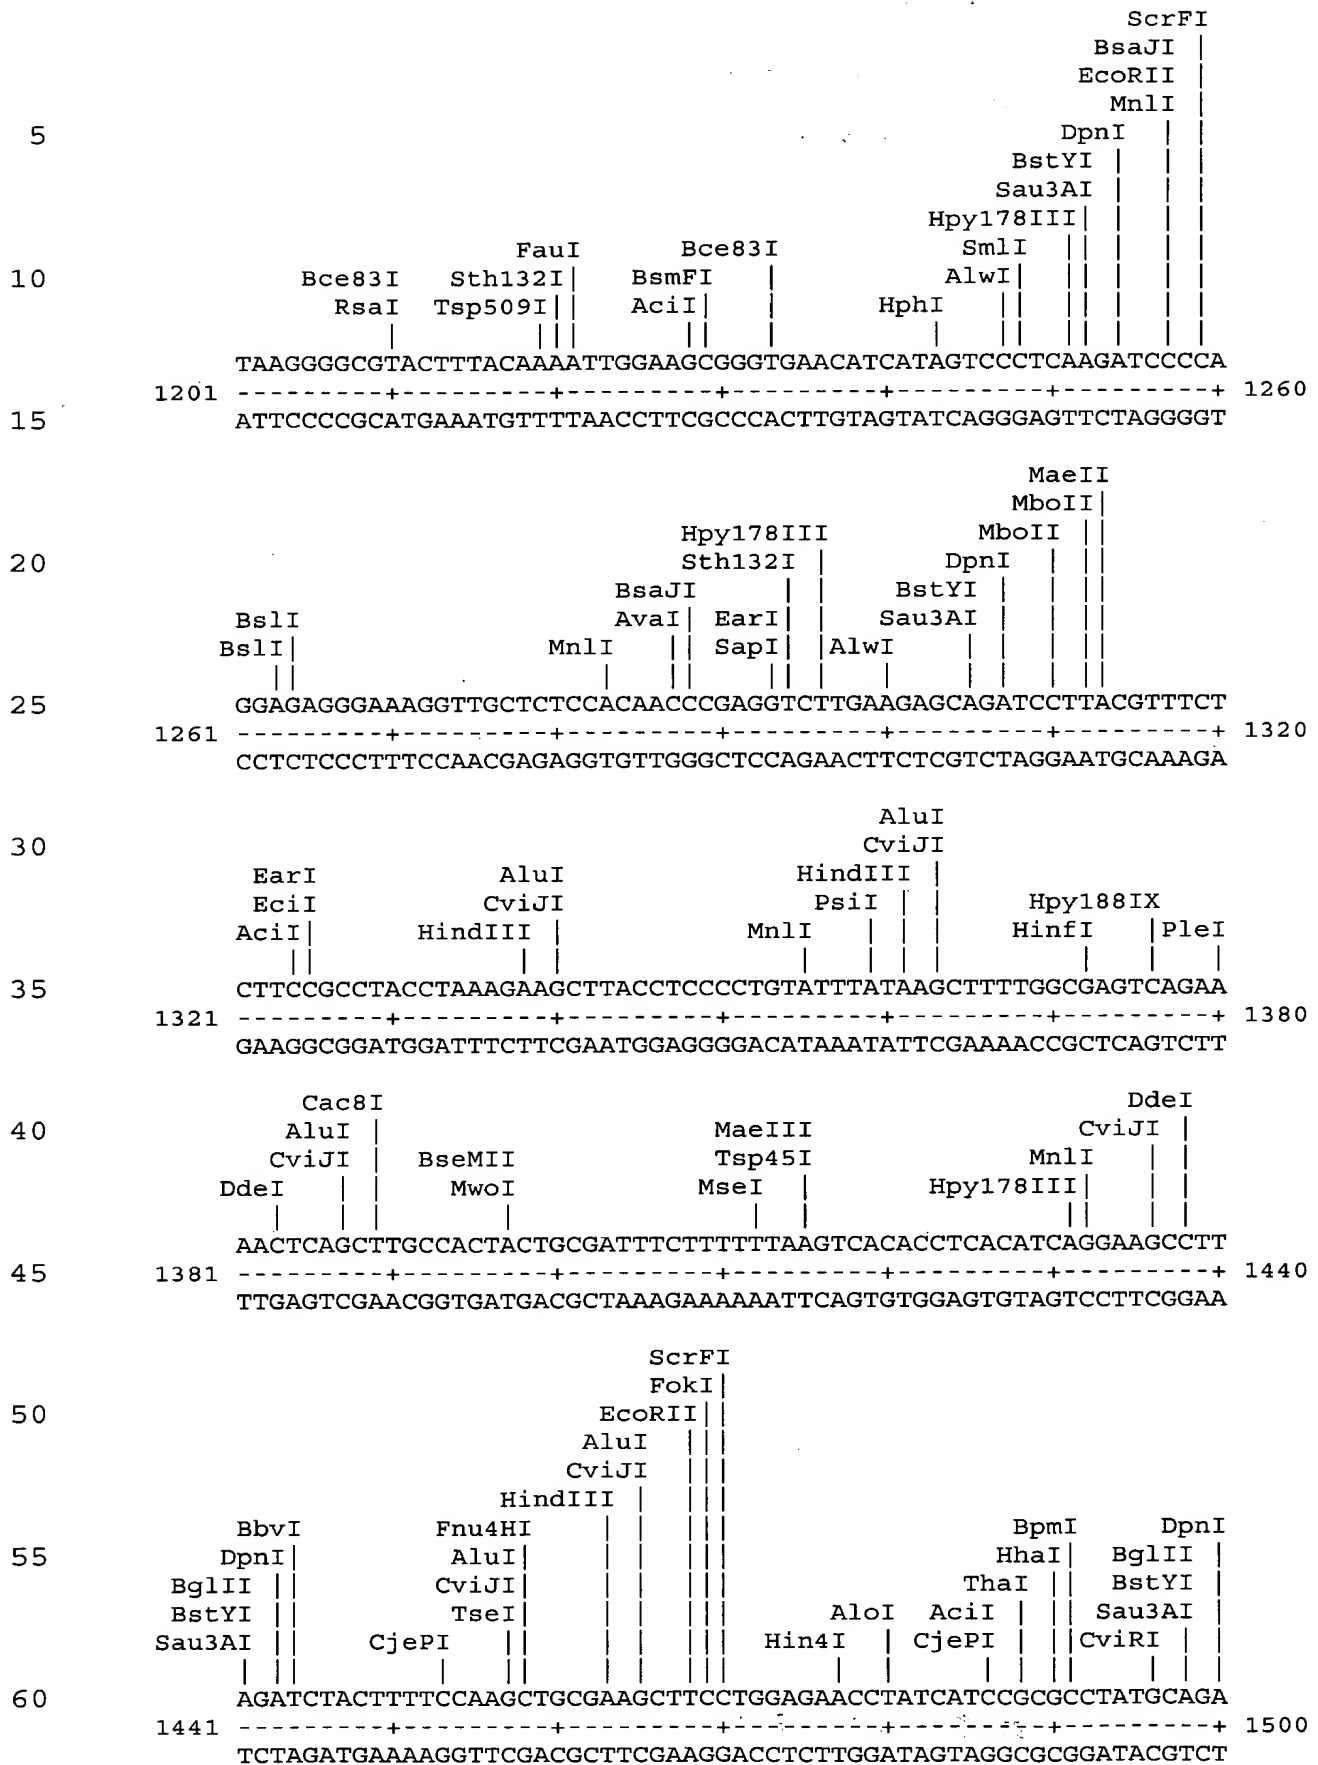 ScrFI
BsaJI |
EcoRII |
MnlI |
5 DpnI | |
BstYI | | |
Sau3AI | | |
Hpy178III| | | |
FauI Bce83I SmlI || | | |
10 Bce83I Sth132I| BsmFI | AlwI| || | | |
RsaI Tsp509I|| AciI| | HphI || || | | |
| ||| || | | || || | | |
TAAGGGGCGTACTTTACAAAATTGGAAGCGGGTGAACATCATAGTCCCTCAAGATCCCCA
1201 ---------+---------+---------+---------+---------+---------+ 1260
15 ATTCCCCGCATGAAATGTTTTAACCTTCGCCCACTTGTAGTATCAGGGAGTTCTAGGGGT
MaeII
MboII|
Hpy178III MboII ||
20 Sth132I | DpnI | ||
BsaJI | | BstYI | | ||
BslI AvaI| EarI| | Sau3AI | | ||
BslI| MnlI || SapI| |AlwI | | | ||
|| | || || | | | | | ||
25 GGAGAGGGAAAGGTTGCTCTCCACAACCCGAGGTCTTGAAGAGCAGATCCTTACGTTTCT
1261 ---------+---------+---------+---------+---------+---------+ 1320
CCTCTCCCTTTCCAACGAGAGGTGTTGGGCTCCAGAACTTCTCGTCTAGGAATGCAAAGA
AluI
30 CviJI
EarI AluI HindIII |
EciI CviJI PsiI | | Hpy188IX
AciI| HindIII | MnlI | | | HinfI |PleI
|| | | | | | | | | |
35 CTTCCGCCTACCTAAAGAAGCTTACCTCCCCTGTATTTATAAGCTTTTGGCGAGTCAGAA
1321 ---------+---------+---------+---------+---------+---------+ 1380
GAAGGCGGATGGATTTCTTCGAATGGAGGGGACATAAATATTCGAAAACCGCTCAGTCTT
Cac8I DdeI
40 AluI | MaeIII CviJI |
CviJI | BseMII Tsp45I MnlI | |
DdeI | | MwoI MseI | Hpy178III| | |
| | | | | | || | |
AACTCAGCTTGCCACTACTGCGATTTCTTTTTTAAGTCACACCTCACATCAGGAAGCCTT
45 1381 ---------+---------+---------+---------+---------+---------+ 1440
TTGAGTCGAACGGTGATGACGCTAAAGAAAAAATTCAGTGTGGAGTGTAGTCCTTCGGAA
ScrFI
FokI|
50 EcoRII||
AluI |||
CviJI |||
HindIII | |||
BbvI Fnu4HI | | ||| BpmI DpnI
55 DpnI| AluI| | | ||| HhaI| BglII |
BglII || CviJI| | | ||| ThaI || BstYI |
BstYI || TseI| | | ||| AloI AciI | || Sau3AI |
Sau3AI || CjePI || | | ||| Hin4I | CjePI | || CviRI | |
| || | || | | ||| | | | | || | | |
60 AGATCTACTTTTCCAAGCTGCGAAGCTTCCTGGAGAACCTATCATCCGCGCCTATGCAGA
1441 ---------+---------+---------+---------+---------+---------+ 1500
TCTAGATGAAAAGGTTCGACGCTTCGAAGGACCTCTTGGATAGTAGGCGCGGATACGTCT